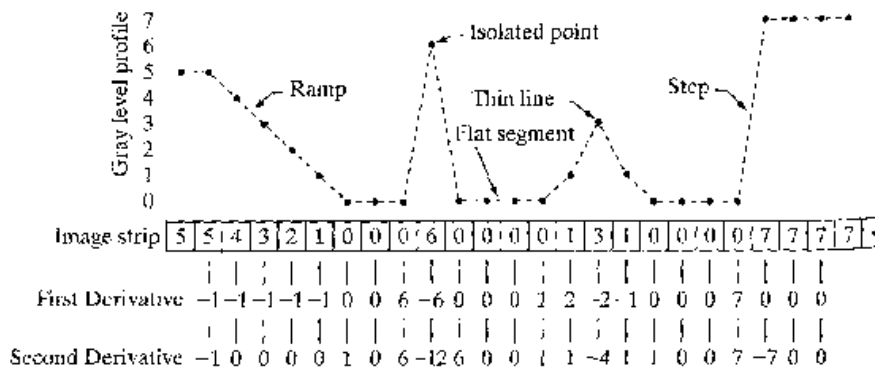 Gray level profile
7
6
5
4
3
2
1
0
Isolated point
Ramp
Thin line
Flat segment
Step
Image strip 5 5 4 3 2 1 0 0 0 6 0 0 0 0 1 3 1 0 0 0 0 7 7 7 7
First Derivative -1 -1 -1 -1 -1 0 0 6 -6 0 0 0 1 2 -2 -1 0 0 0 7 0 0 0
Second Derivative -1 0 0 0 0 1 0 6 -12 6 0 0 1 1 -4 1 1 0 0 7 -7 0 0